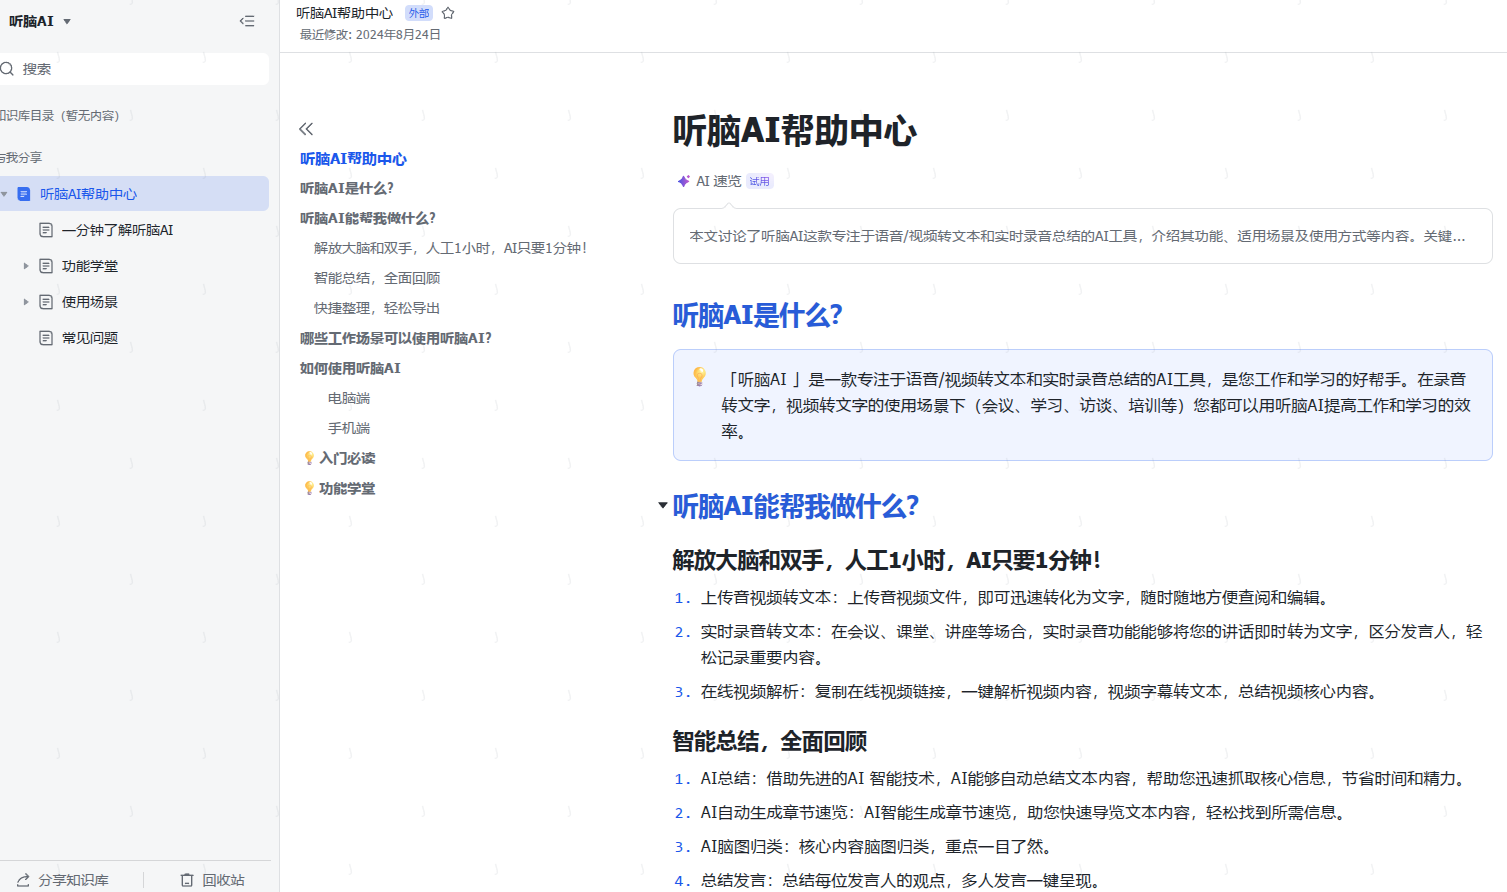 听脑AI
搜索
知识库目录（暂无内容）
与我分享
听脑AI帮助中心
一分钟了解听脑AI
功能学堂
使用场景
常见问题
分享知识库
回收站
听脑AI帮助中心 外部
最近修改: 2024年8月24日
听脑AI帮助中心
听脑AI是什么？
听脑AI能帮我做什么？
解放大脑和双手，人工1小时，AI只要1分钟！
智能总结，全面回顾
快捷整理，轻松导出
哪些工作场景可以使用听脑AI？
如何使用听脑AI
电脑端
手机端
入门必读
功能学堂
听脑AI帮助中心
AI 速览 试用
本文讨论了听脑AI这款专注于语音/视频转文本和实时录音总结的AI工具，介绍其功能、适用场景及使用方式等内容。关键...
听脑AI是什么？
「听脑AI 」是一款专注于语音/视频转文本和实时录音总结的AI工具，是您工作和学习的好帮手。在录音
转文字，视频转文字的使用场景下（会议、学习、访谈、培训等）您都可以用听脑AI提高工作和学习的效
率。
听脑AI能帮我做什么？
解放大脑和双手，人工1小时，AI只要1分钟！
1. 上传音视频转文本：上传音视频文件，即可迅速转化为文字，随时随地方便查阅和编辑。
2. 实时录音转文本：在会议、课堂、讲座等场合，实时录音功能能够将您的讲话即时转为文字，区分发言人，轻
松记录重要内容。
3. 在线视频解析：复制在线视频链接，一键解析视频内容，视频字幕转文本，总结视频核心内容。
智能总结，全面回顾
1. AI总结：借助先进的AI 智能技术，AI能够自动总结文本内容，帮助您迅速抓取核心信息，节省时间和精力。
2. AI自动生成章节速览：AI智能生成章节速览，助您快速导览文本内容，轻松找到所需信息。
3. AI脑图归类：核心内容脑图归类，重点一目了然。
4. 总结发言：总结每位发言人的观点，多人发言一键呈现。